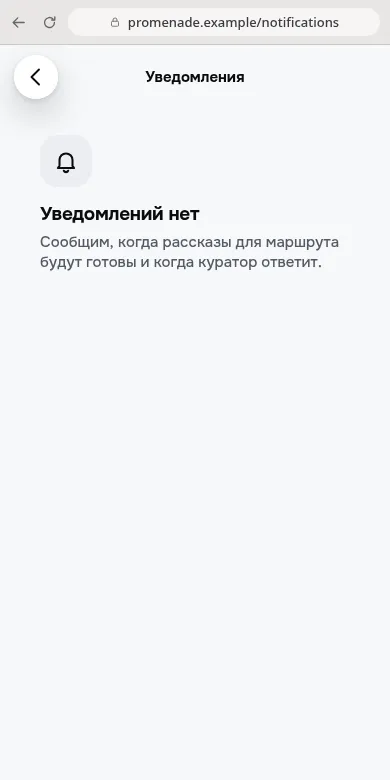 promenade.example/notifications
Уведомления
Уведомлений нет
Сообщим, когда рассказы для маршрута
будут готовы и когда куратор ответит.